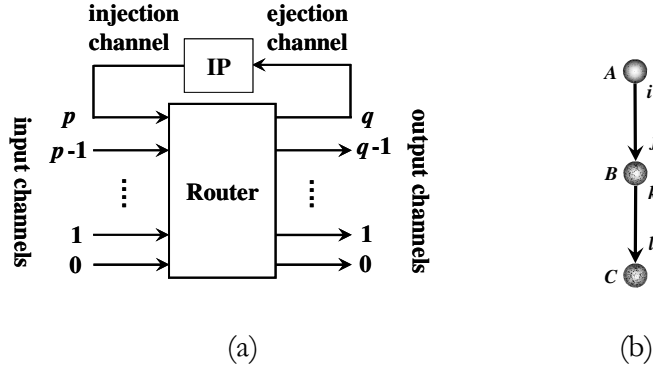 injection
channel
ejection
channel
IP
input channels
p
p-1
1
0
Router
q
q-1
1
0
output channels
(a)
A
i
j
B
k
l
C
(b)